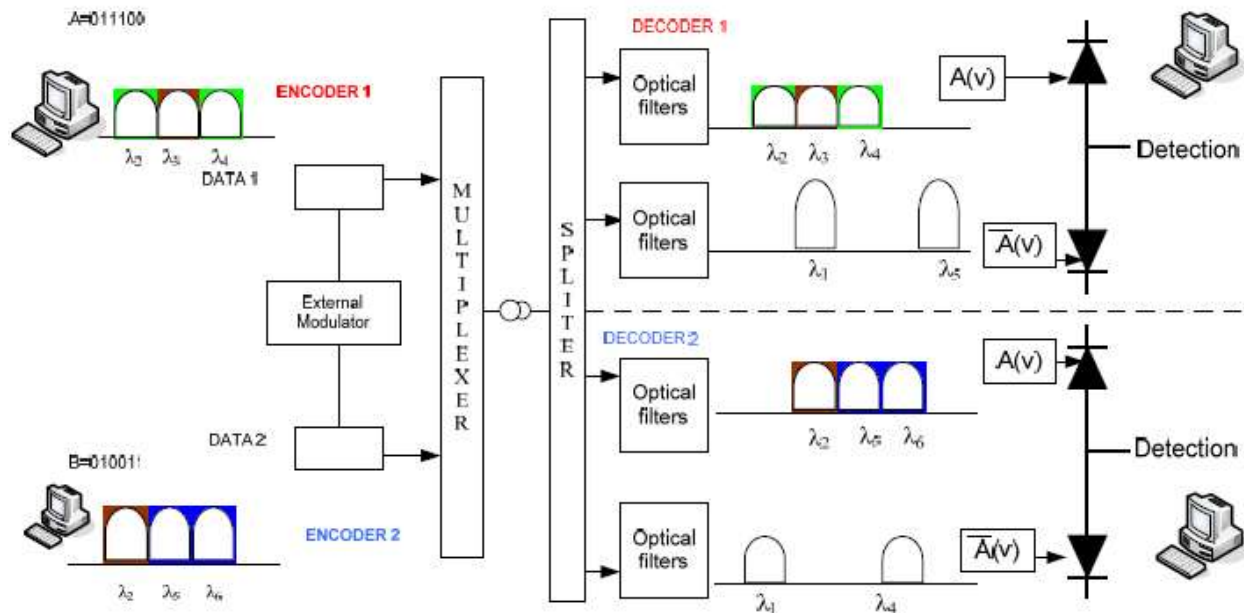 A=011100
ENCODER 1
λ2 λ3 λ4
DATA 1
External
Modulator
DATA 2
B=010011
ENCODER 2
λ2 λ5 λ6
MULTIPLEXER
SPLITER
DECODER 1
Optical
filters
λ2 λ3 λ4
A(v)
Detection
Optical
filters
λ1 λ5
A̅(v)
DECODER 2
Optical
filters
λ2 λ5 λ6
A(v)
Detection
Optical
filters
λ1 λ4
A̅(v)